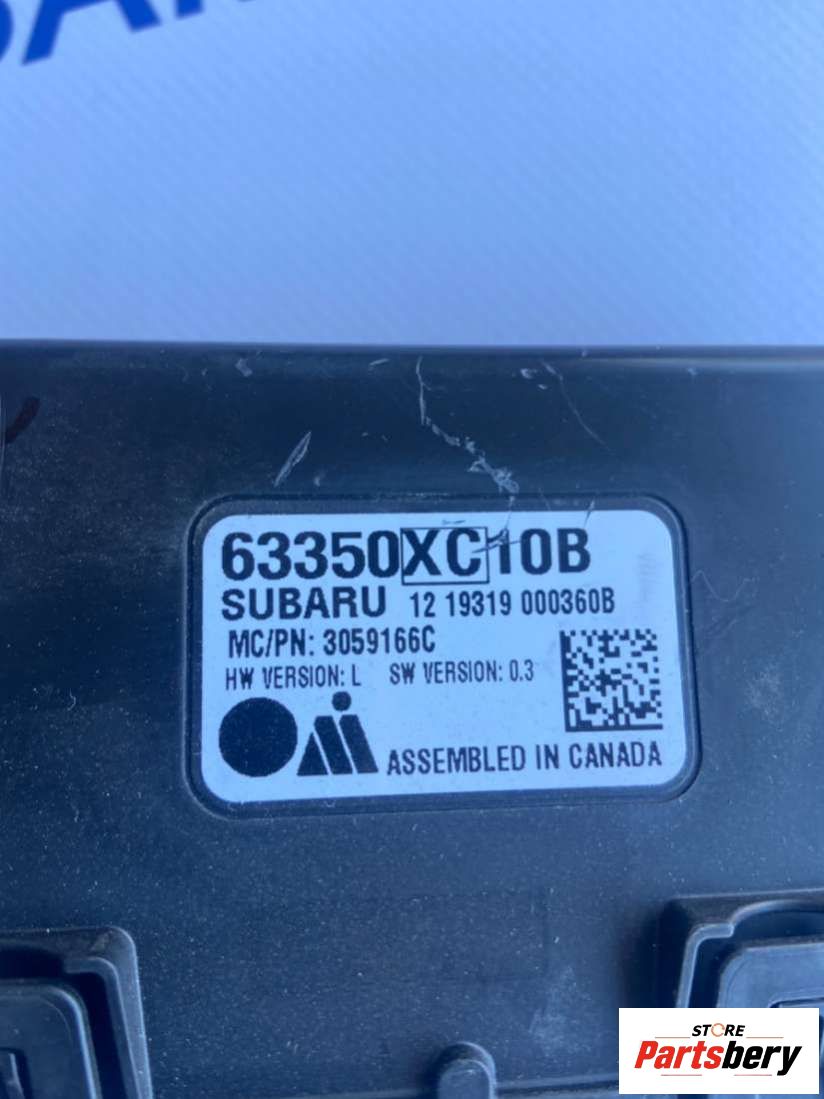 63350XC10B
SUBARU 12 19319 000360B
MC/PN: 3059166C
HW VERSION: L SW VERSION: 0.3
ASSEMBLED IN CANADA
STORE
Partsbery